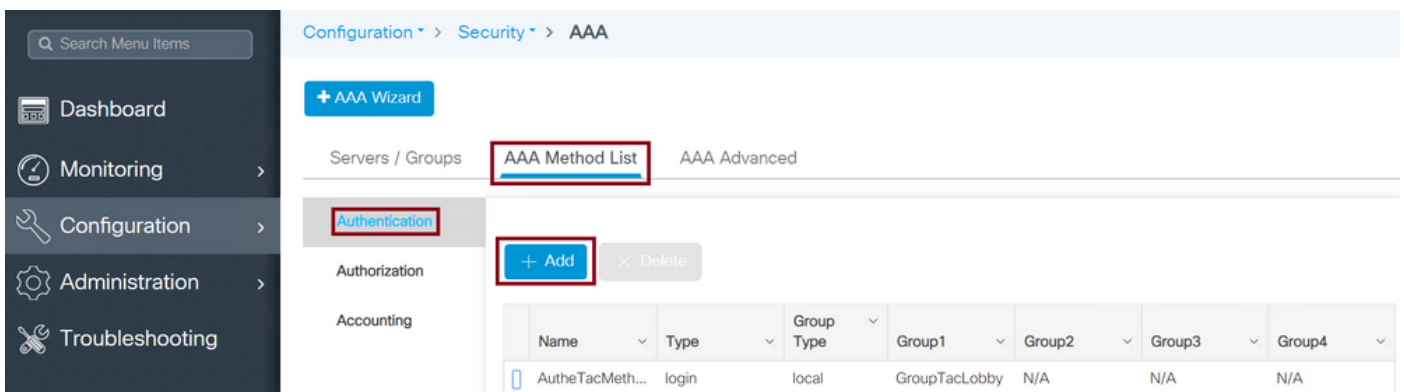 Search Menu Items
Dashboard
Monitoring
Configuration
Administration
Troubleshooting
Configuration > Security > AAA
+ AAA Wizard
Servers / Groups AAA Method List AAA Advanced
Authentication
Authorization
Accounting
+ Add × Delete
Name Type Group Type Group1 Group2 Group3 Group4
AutheTacMeth... login local GroupTacLobby N/A N/A N/A